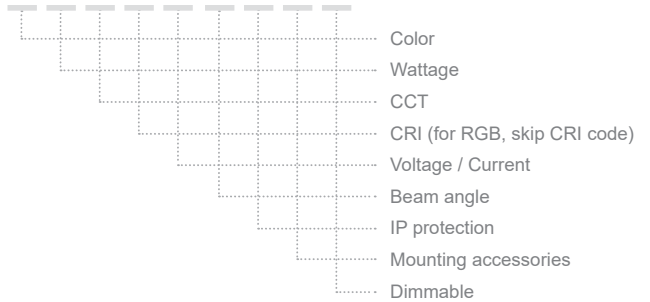 Color
Wattage
CCT
CRI (for RGB, skip CRI code)
Voltage / Current
Beam angle
IP protection
Mounting accessories
Dimmable